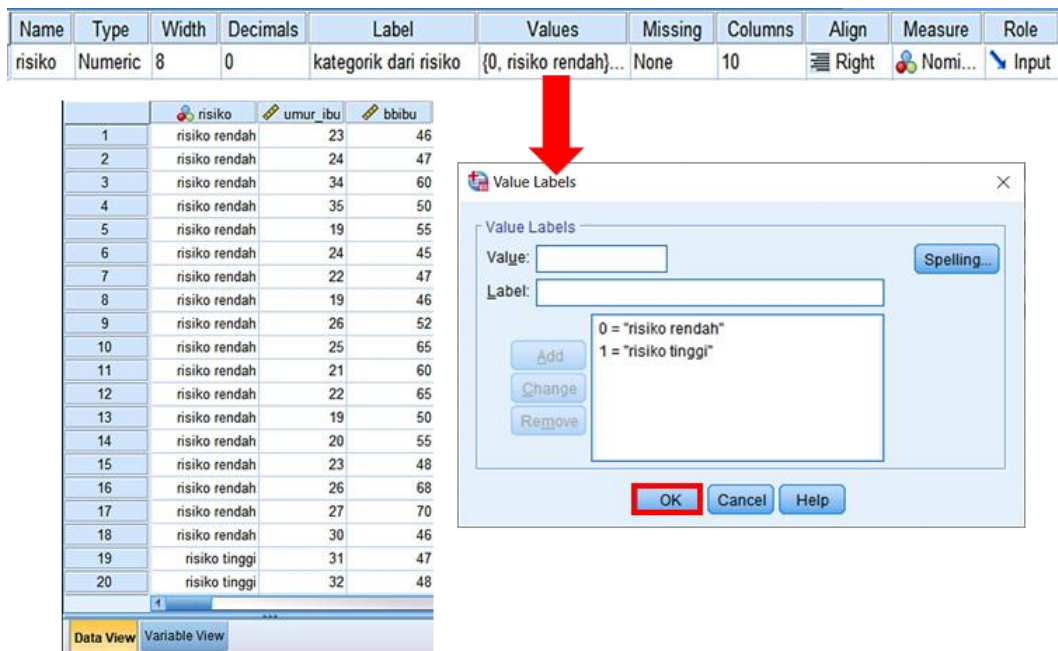 Name Type Width Decimals Label Values Missing Columns Align Measure Role
risiko Numeric 8 0 kategorik dari risiko {0, risiko rendah}... None 10 Right Nomi... Input
risiko umur_ibu bbibu
1 risiko rendah 23 46
2 risiko rendah 24 47
3 risiko rendah 34 60
4 risiko rendah 35 50
5 risiko rendah 19 55
6 risiko rendah 24 45
7 risiko rendah 22 47
8 risiko rendah 19 46
9 risiko rendah 26 52
10 risiko rendah 25 65
11 risiko rendah 21 60
12 risiko rendah 22 65
13 risiko rendah 19 50
14 risiko rendah 20 55
15 risiko rendah 23 48
16 risiko rendah 26 68
17 risiko rendah 27 70
18 risiko rendah 30 46
19 risiko tinggi 31 47
20 risiko tinggi 32 48
Data View Variable View
Value Labels
Value Labels
Value:
Spelling...
Label:
0 = "risiko rendah"
1 = "risiko tinggi"
Add
Change
Remove
OK Cancel Help